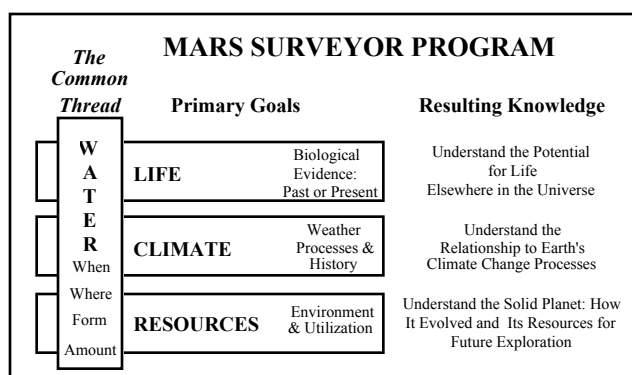 MARS SURVEYOR PROGRAM
The
Common
Thread
Primary Goals
Resulting Knowledge
W
A
T
E
R
When
Where
Form
Amount
LIFE
Biological
Evidence:
Past or Present
Understand the Potential
for Life
Elsewhere in the Universe
CLIMATE
Weather
Processes &
History
Understand the
Relationship to Earth's
Climate Change Processes
RESOURCES
Environment
& Utilization
Understand the Solid Planet: How
It Evolved and Its Resources for
Future Exploration